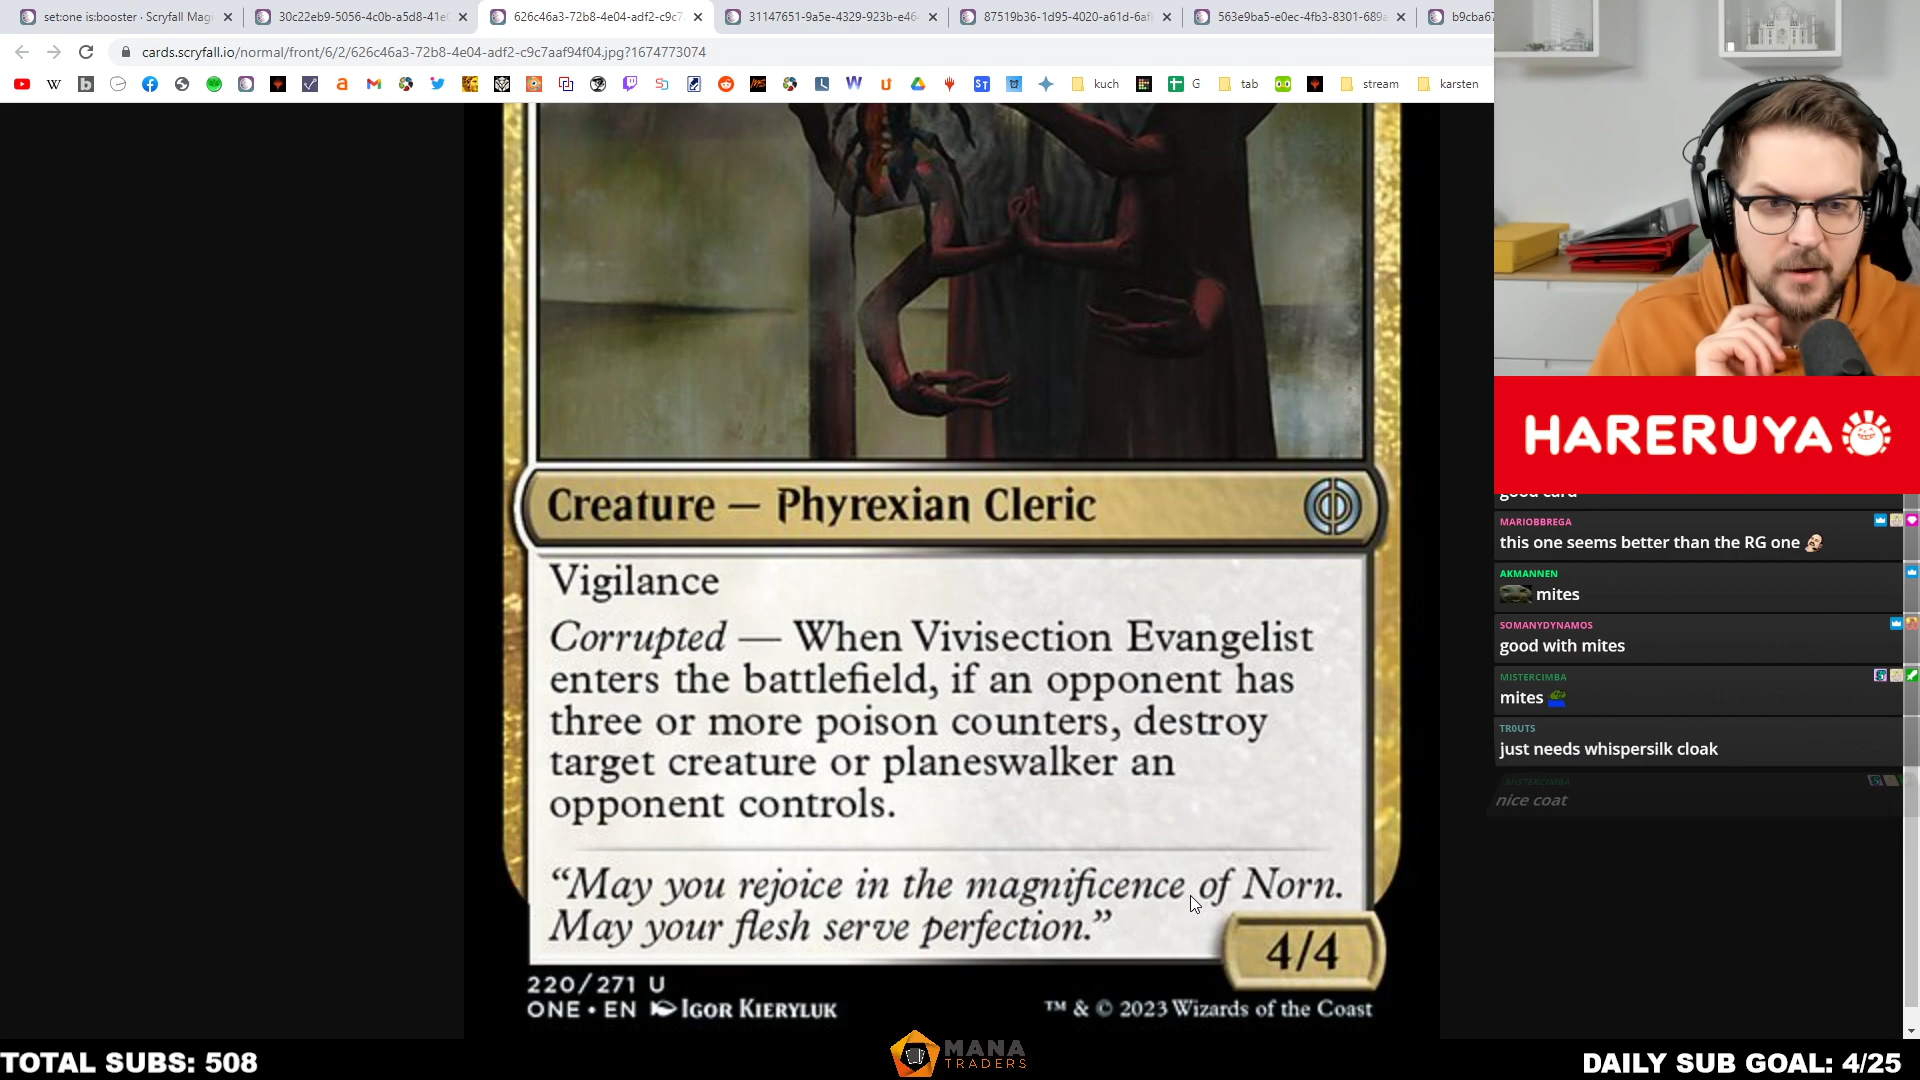 set:one is:booster · Scryfall Magi
30c22eb9-5056-4c0b-a5d8-41e
626c46a3-72b8-4e04-adf2-c9c7
31147651-9a5e-4329-923b-e46
87519b36-1d95-4020-a61d-6af
563e9ba5-e0ec-4fb3-8301-689a
b9cba67
cards.scryfall.io/normal/front/6/2/626c46a3-72b8-4e04-adf2-c9c7aaf94f04.jpg?1674773074
kuch
G
tab
stream
karsten
Creature — Phyrexian Cleric
Vigilance
Corrupted — When Vivisection Evangelist
enters the battlefield, if an opponent has
three or more poison counters, destroy
target creature or planeswalker an
opponent controls.
“May you rejoice in the magnificence of Norn.
May your flesh serve perfection.”
4/4
220/271 U
ONE • EN IGOR KIERYLUK
™ & © 2023 Wizards of the Coast
HARERUYA
good card
MARIOBBREGA
this one seems better than the RG one
AKMANNEN
mites
SOMANYDYNAMOS
good with mites
MISTERCIMBA
mites
TR0UTS
just needs whispersilk cloak
MISTERCIMBA
nice coat
TOTAL SUBS: 508
MANA
TRADERS
DAILY SUB GOAL: 4/25